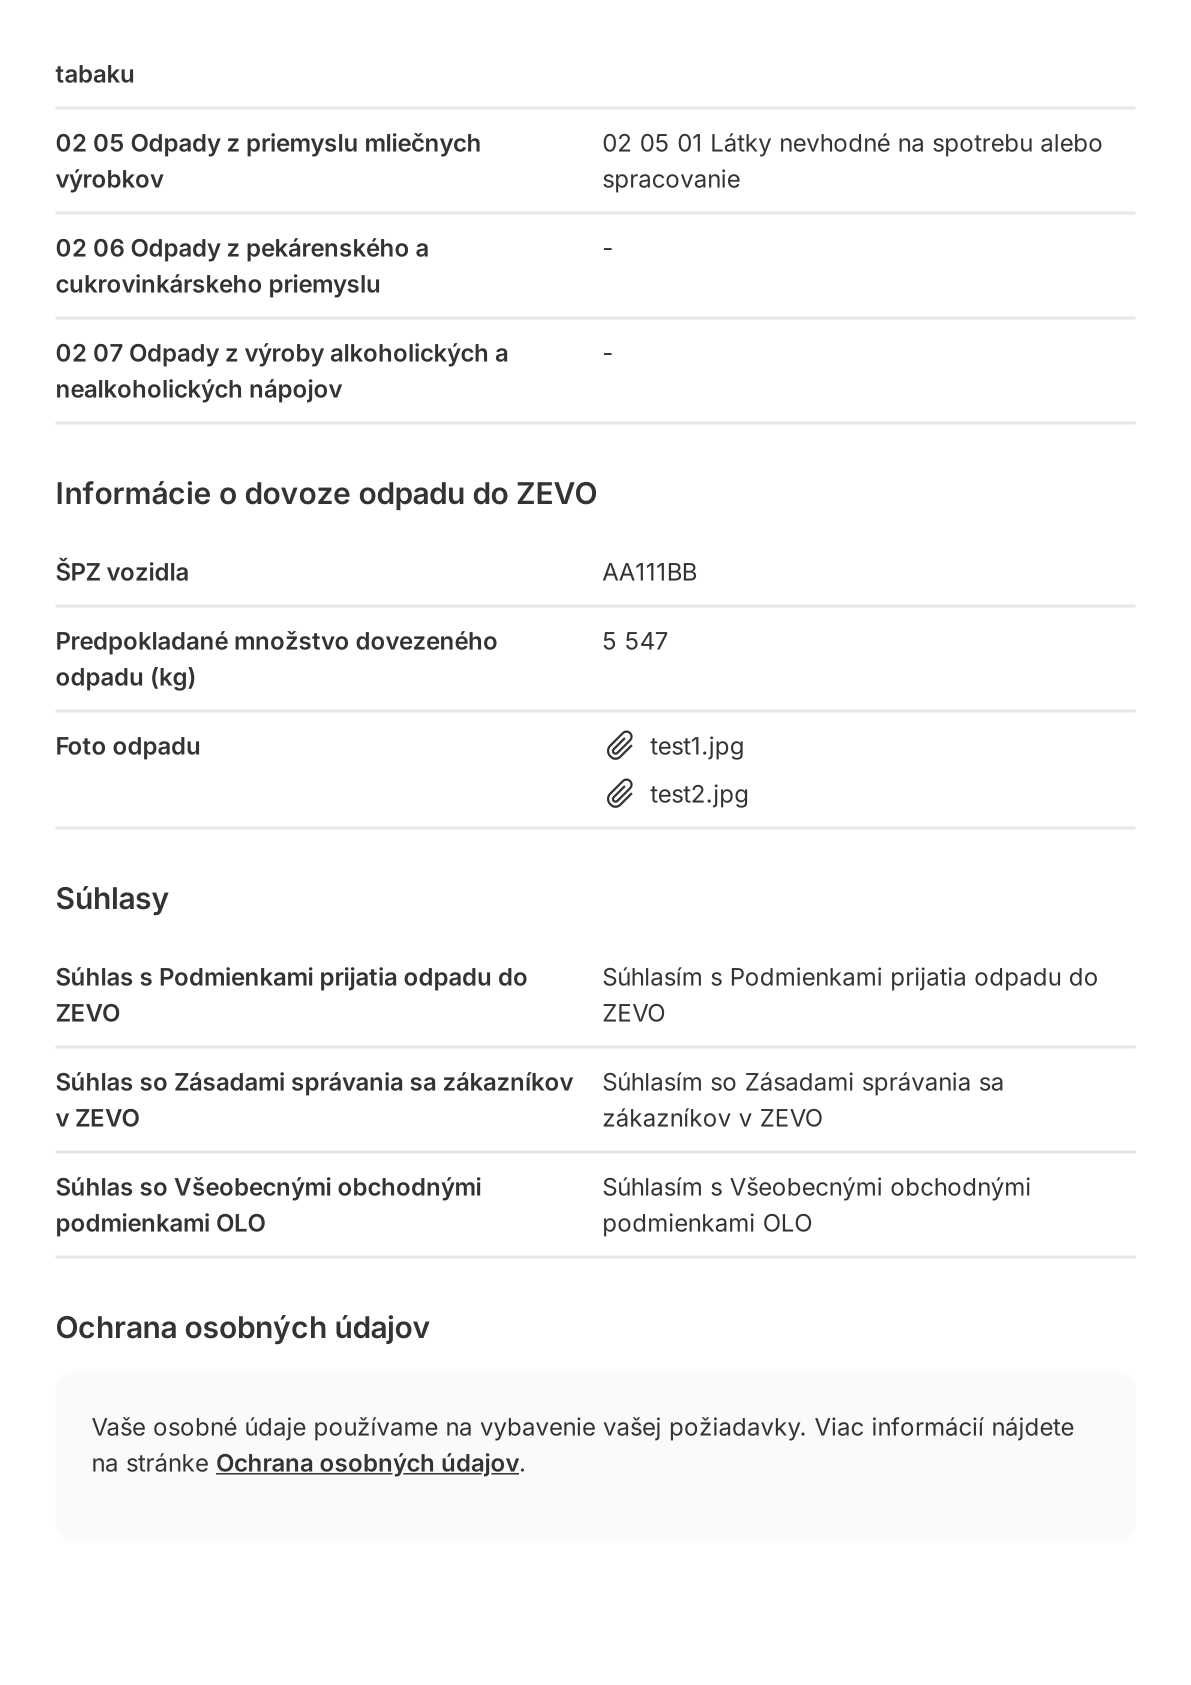 tabaku
02 05 Odpady z priemyslu mliečnych
výrobkov
02 05 01 Látky nevhodné na spotrebu alebo
spracovanie
02 06 Odpady z pekárenského a
cukrovinkárskeho priemyslu
-
02 07 Odpady z výroby alkoholických a
nealkoholických nápojov
-
Informácie o dovoze odpadu do ZEVO
ŠPZ vozidla
AA111BB
Predpokladané množstvo dovezeného
odpadu (kg)
5 547
Foto odpadu
test1.jpg
test2.jpg
Súhlasy
Súhlas s Podmienkami prijatia odpadu do
ZEVO
Súhlasím s Podmienkami prijatia odpadu do
ZEVO
Súhlas so Zásadami správania sa zákazníkov
v ZEVO
Súhlasím so Zásadami správania sa
zákazníkov v ZEVO
Súhlas so Všeobecnými obchodnými
podmienkami OLO
Súhlasím s Všeobecnými obchodnými
podmienkami OLO
Ochrana osobných údajov
Vaše osobné údaje používame na vybavenie vašej požiadavky. Viac informácií nájdete
na stránke Ochrana osobných údajov.